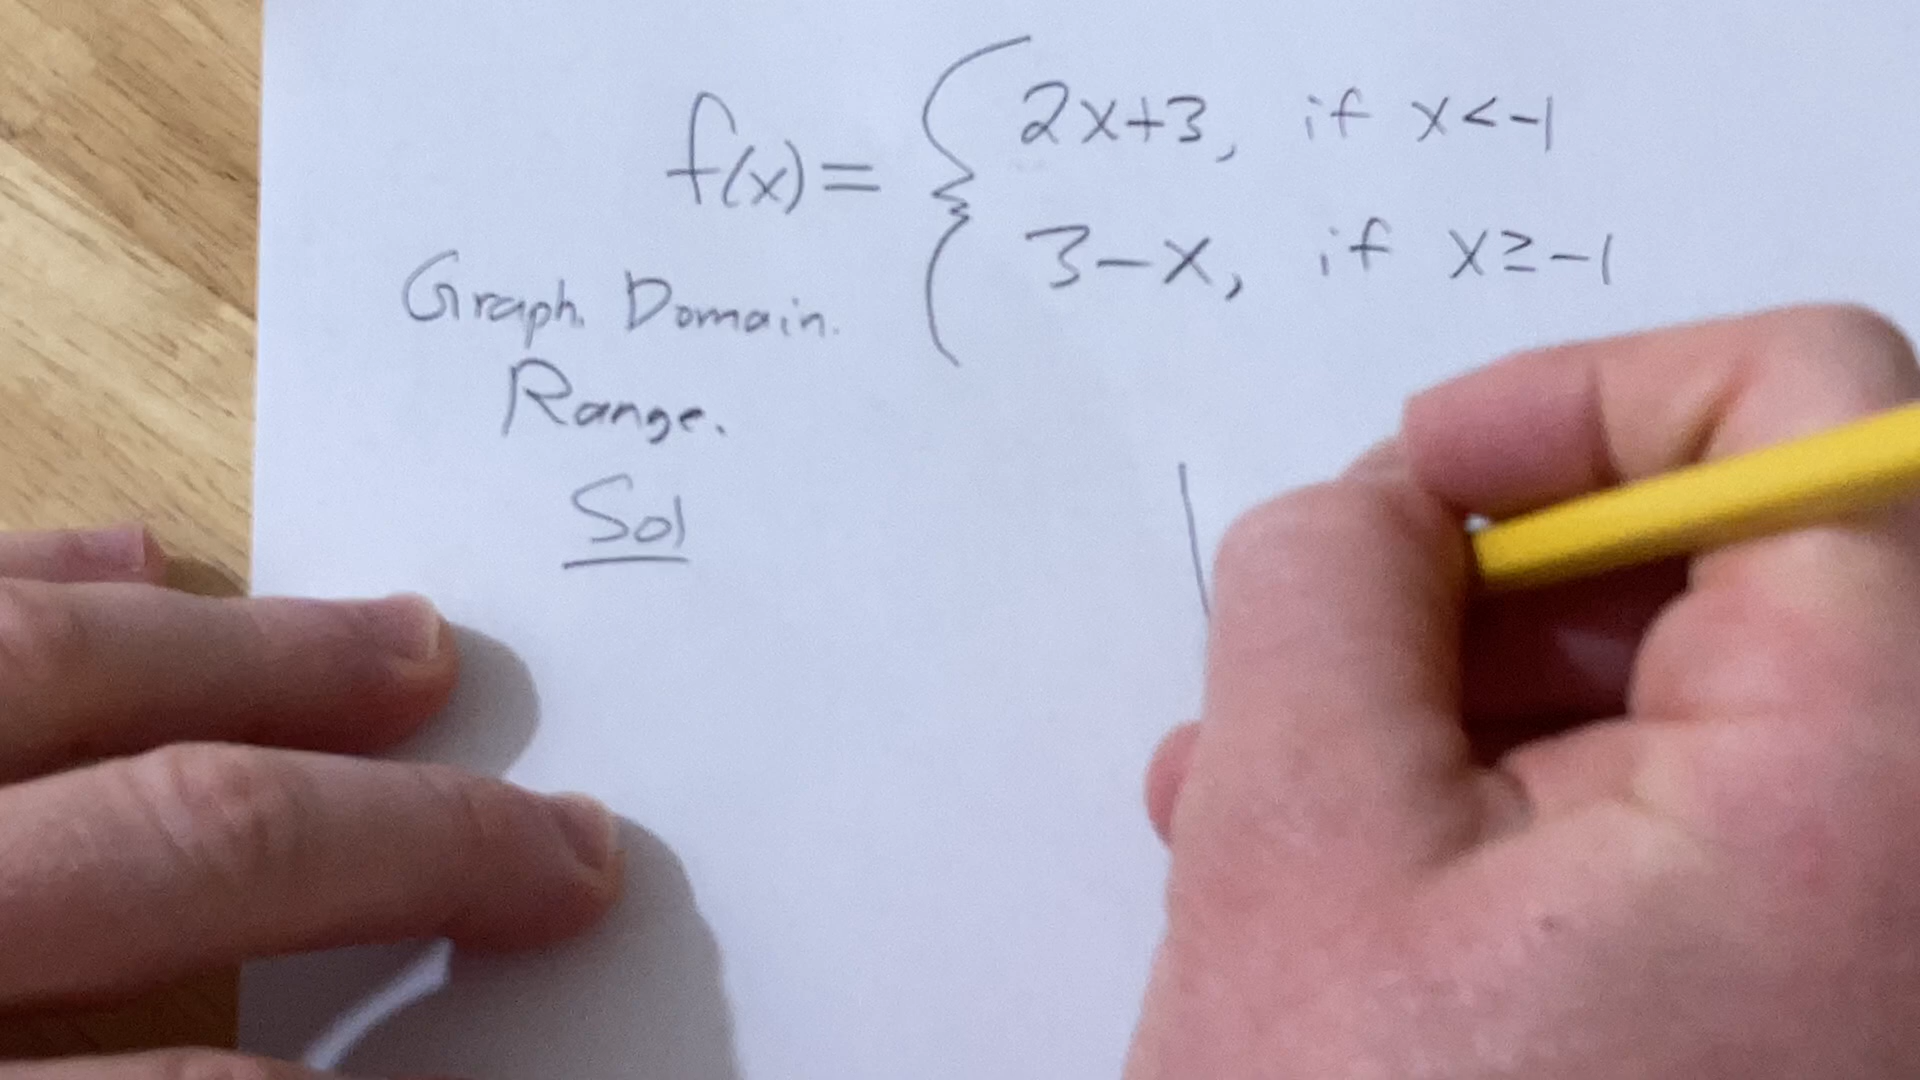 f(x) = { 2x+3, if x<-1
3-x, if x≥-1
Graph. Domain.
Range.
Sol